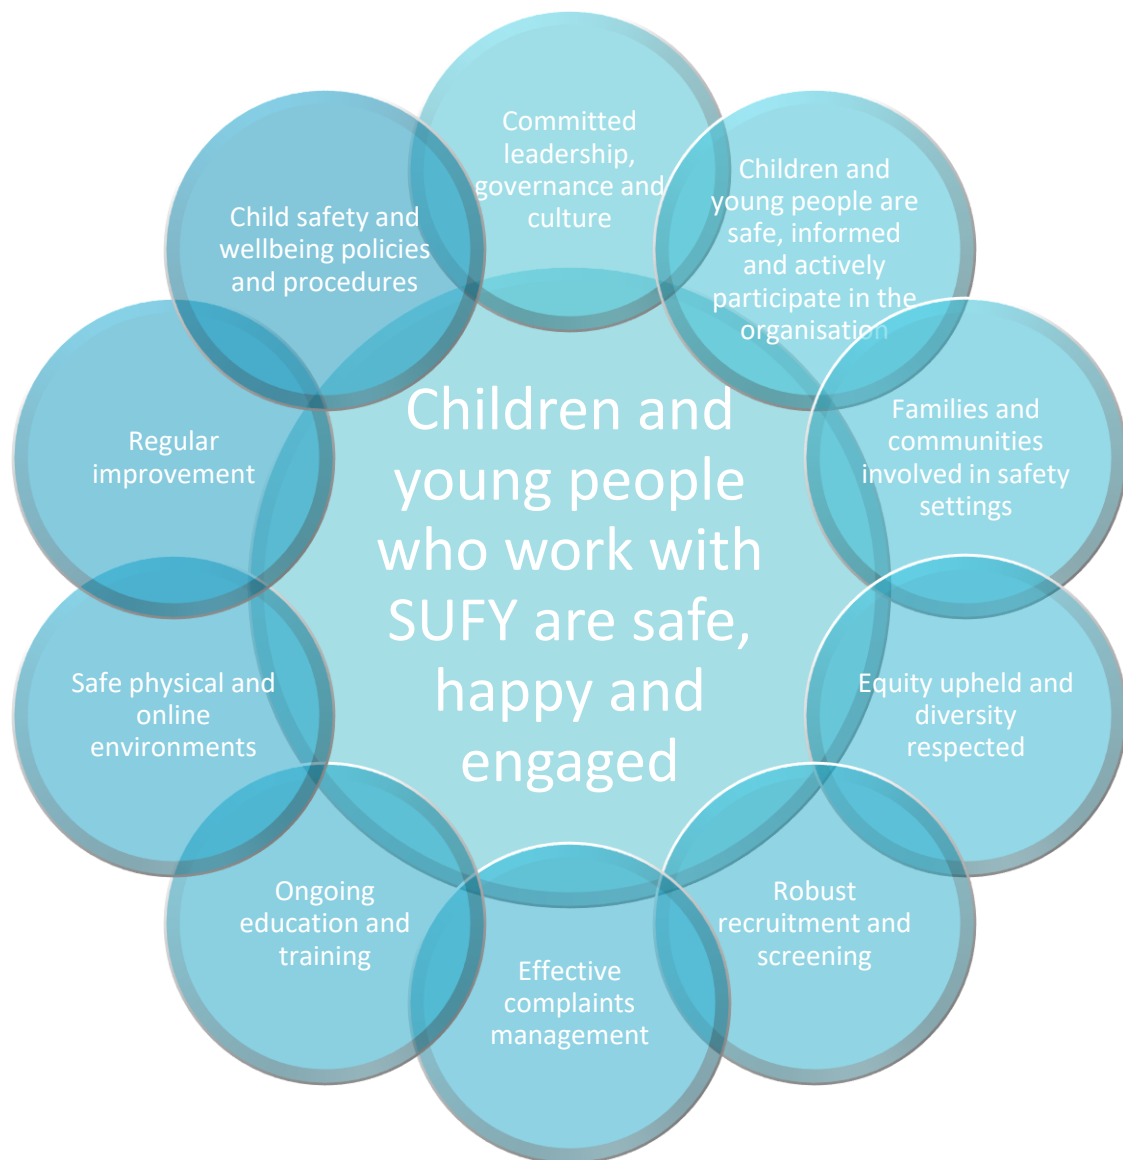 Committed
leadership,
governance and
culture
Children and
young people are
safe, informed
and actively
participate in the
organisation
Families and
communities
involved in safety
settings
Equity upheld and
diversity
respected
Robust
recruitment and
screening
Effective
complaints
management
Ongoing
education and
training
Safe physical and
online
environments
Regular
improvement
Child safety and
wellbeing policies
and procedures
Children and
young people
who work with
SUFY are safe,
happy and
engaged